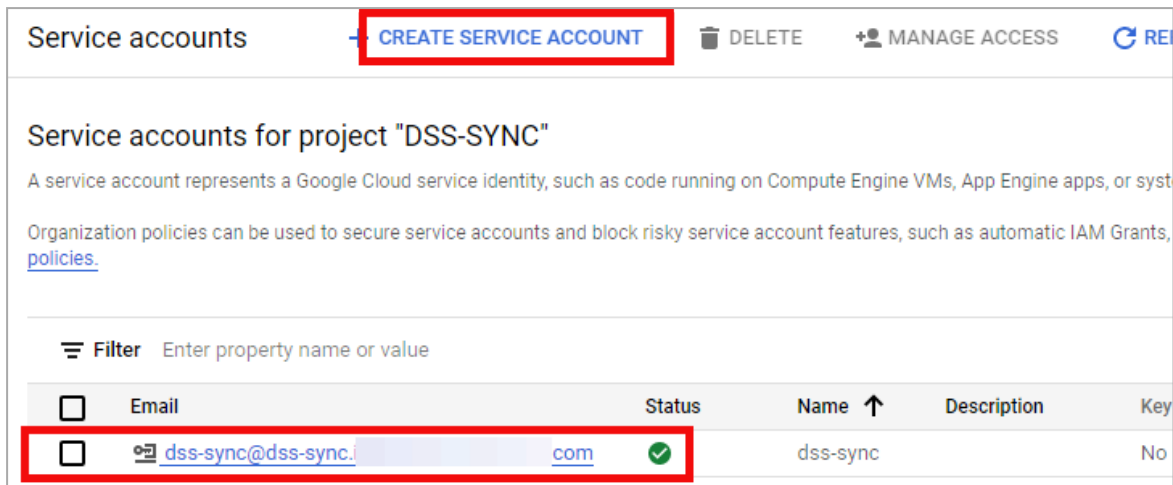 Service accounts + CREATE SERVICE ACCOUNT DELETE MANAGE ACCESS
Service accounts for project "DSS-SYNC"
A service account represents a Google Cloud service identity, such as code running on Compute Engine VMs, App Engine apps, or syst
Organization policies can be used to secure service accounts and block risky service account features, such as automatic IAM Grants,
policies.
Filter Enter property name or value
Email Status Name ↑ Description Key
dss-sync@dss-sync.i com dss-sync No